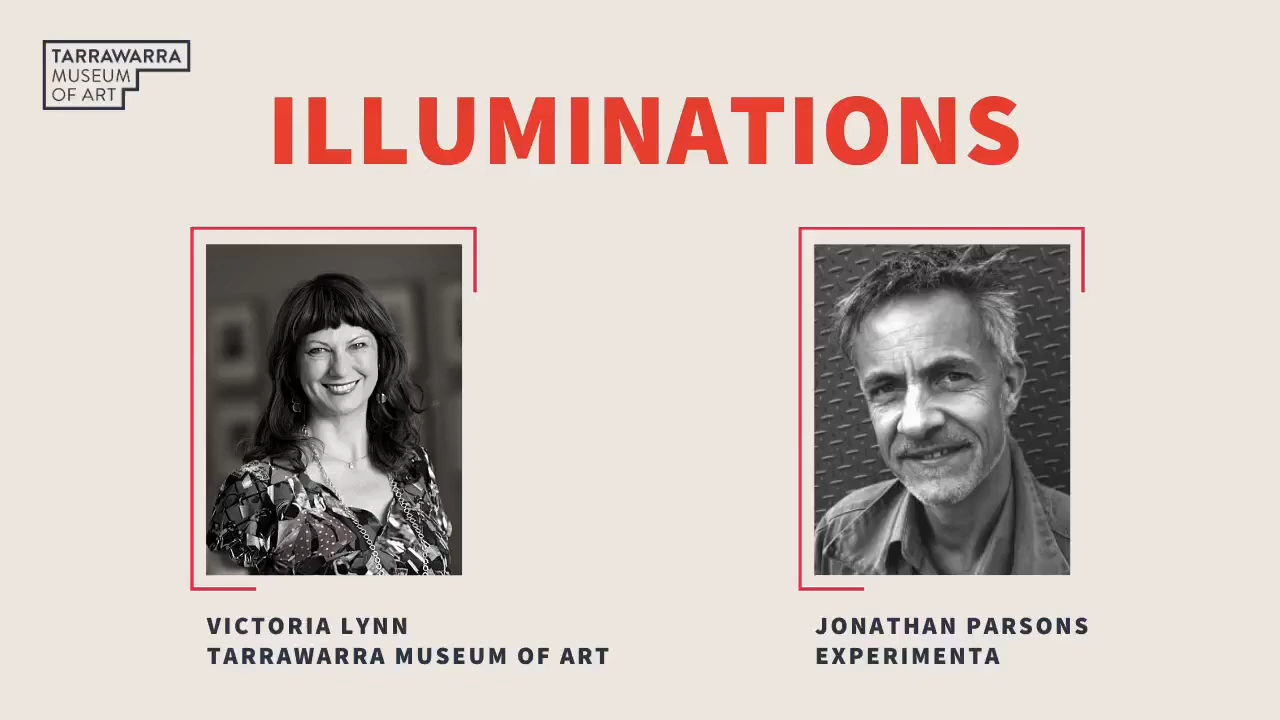 TARRAWARRA
MUSEUM
OF ART
ILLUMINATIONS
VICTORIA LYNN
TARRAWARRA MUSEUM OF ART
JONATHAN PARSONS
EXPERIMENTA